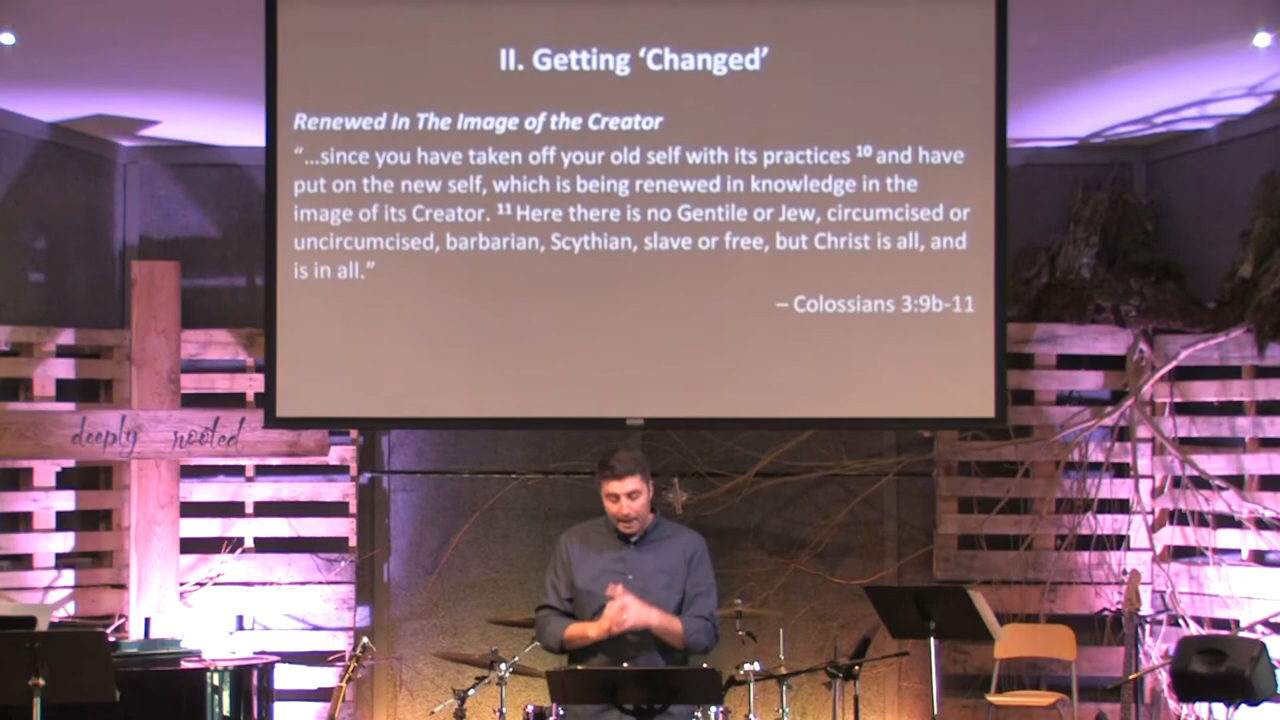 II. Getting ‘Changed’
Renewed In The Image of the Creator
“…since you have taken off your old self with its practices ¹⁰ and have
put on the new self, which is being renewed in knowledge in the
image of its Creator. ¹¹ Here there is no Gentile or Jew, circumcised or
uncircumcised, barbarian, Scythian, slave or free, but Christ is all, and
is in all.”
– Colossians 3:9b-11
deeply rooted